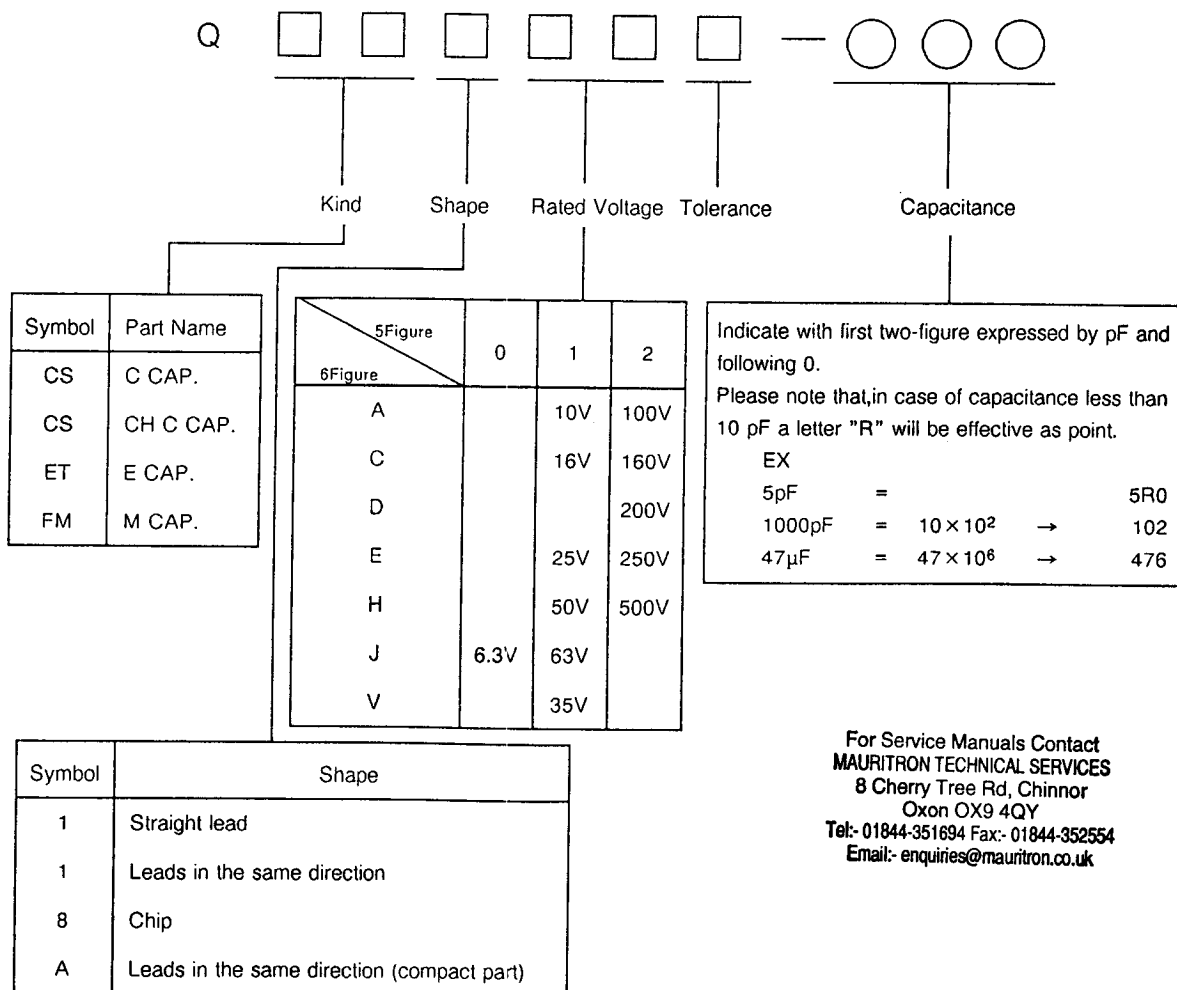 Q — 
Kind Shape Rated Voltage Tolerance Capacitance
Symbol Part Name
CS C CAP.
CS CH C CAP.
ET E CAP.
FM M CAP.
5Figure 0 1 2
6Figure
A 10V 100V
C 16V 160V
D 200V
E 25V 250V
H 50V 500V
J 6.3V 63V
V 35V
Indicate with first two-figure expressed by pF and
following 0.
Please note that,in case of capacitance less than
10 pF a letter "R" will be effective as point.
EX
5pF = 5R0
1000pF = 10×10² → 102
47µF = 47×10⁶ → 476
Symbol Shape
1 Straight lead
1 Leads in the same direction
8 Chip
A Leads in the same direction (compact part)
For Service Manuals Contact
MAURITRON TECHNICAL SERVICES
8 Cherry Tree Rd, Chinnor
Oxon OX9 4QY
Tel:- 01844-351694 Fax:- 01844-352554
Email:- enquiries@mauritron.co.uk